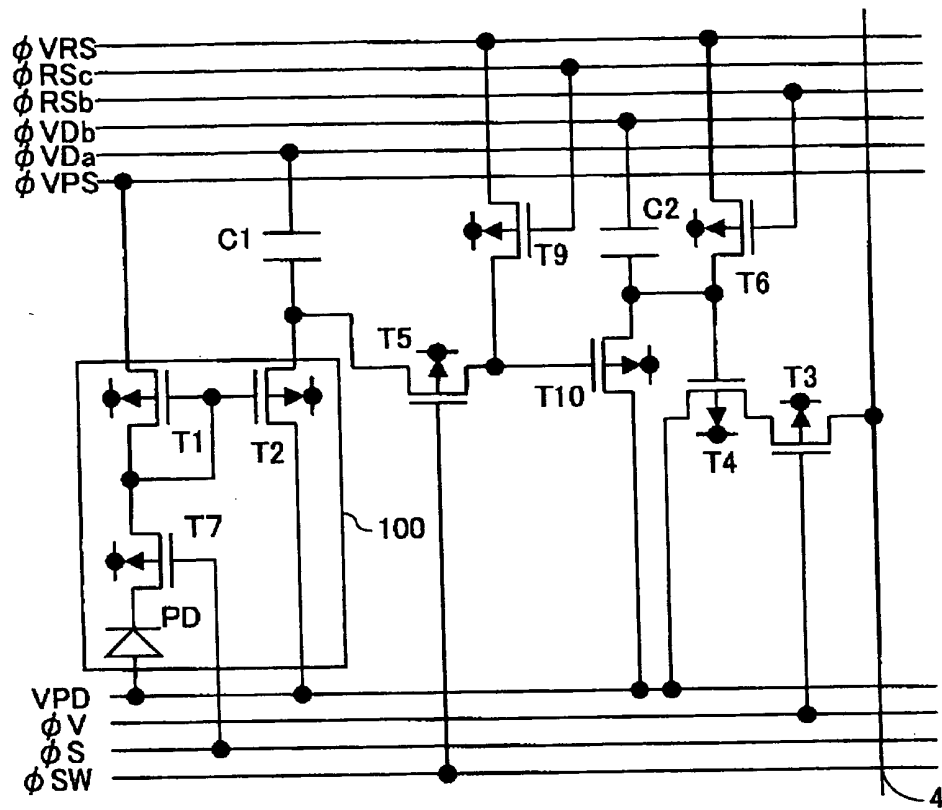 φVRS
φRSc
φRSb
φVDb
φVDa
φVPS
C1
T9
C2
T6
T5
T10
T3
T4
T1
T2
T7
100
PD
VPD
φV
φS
φSW
4